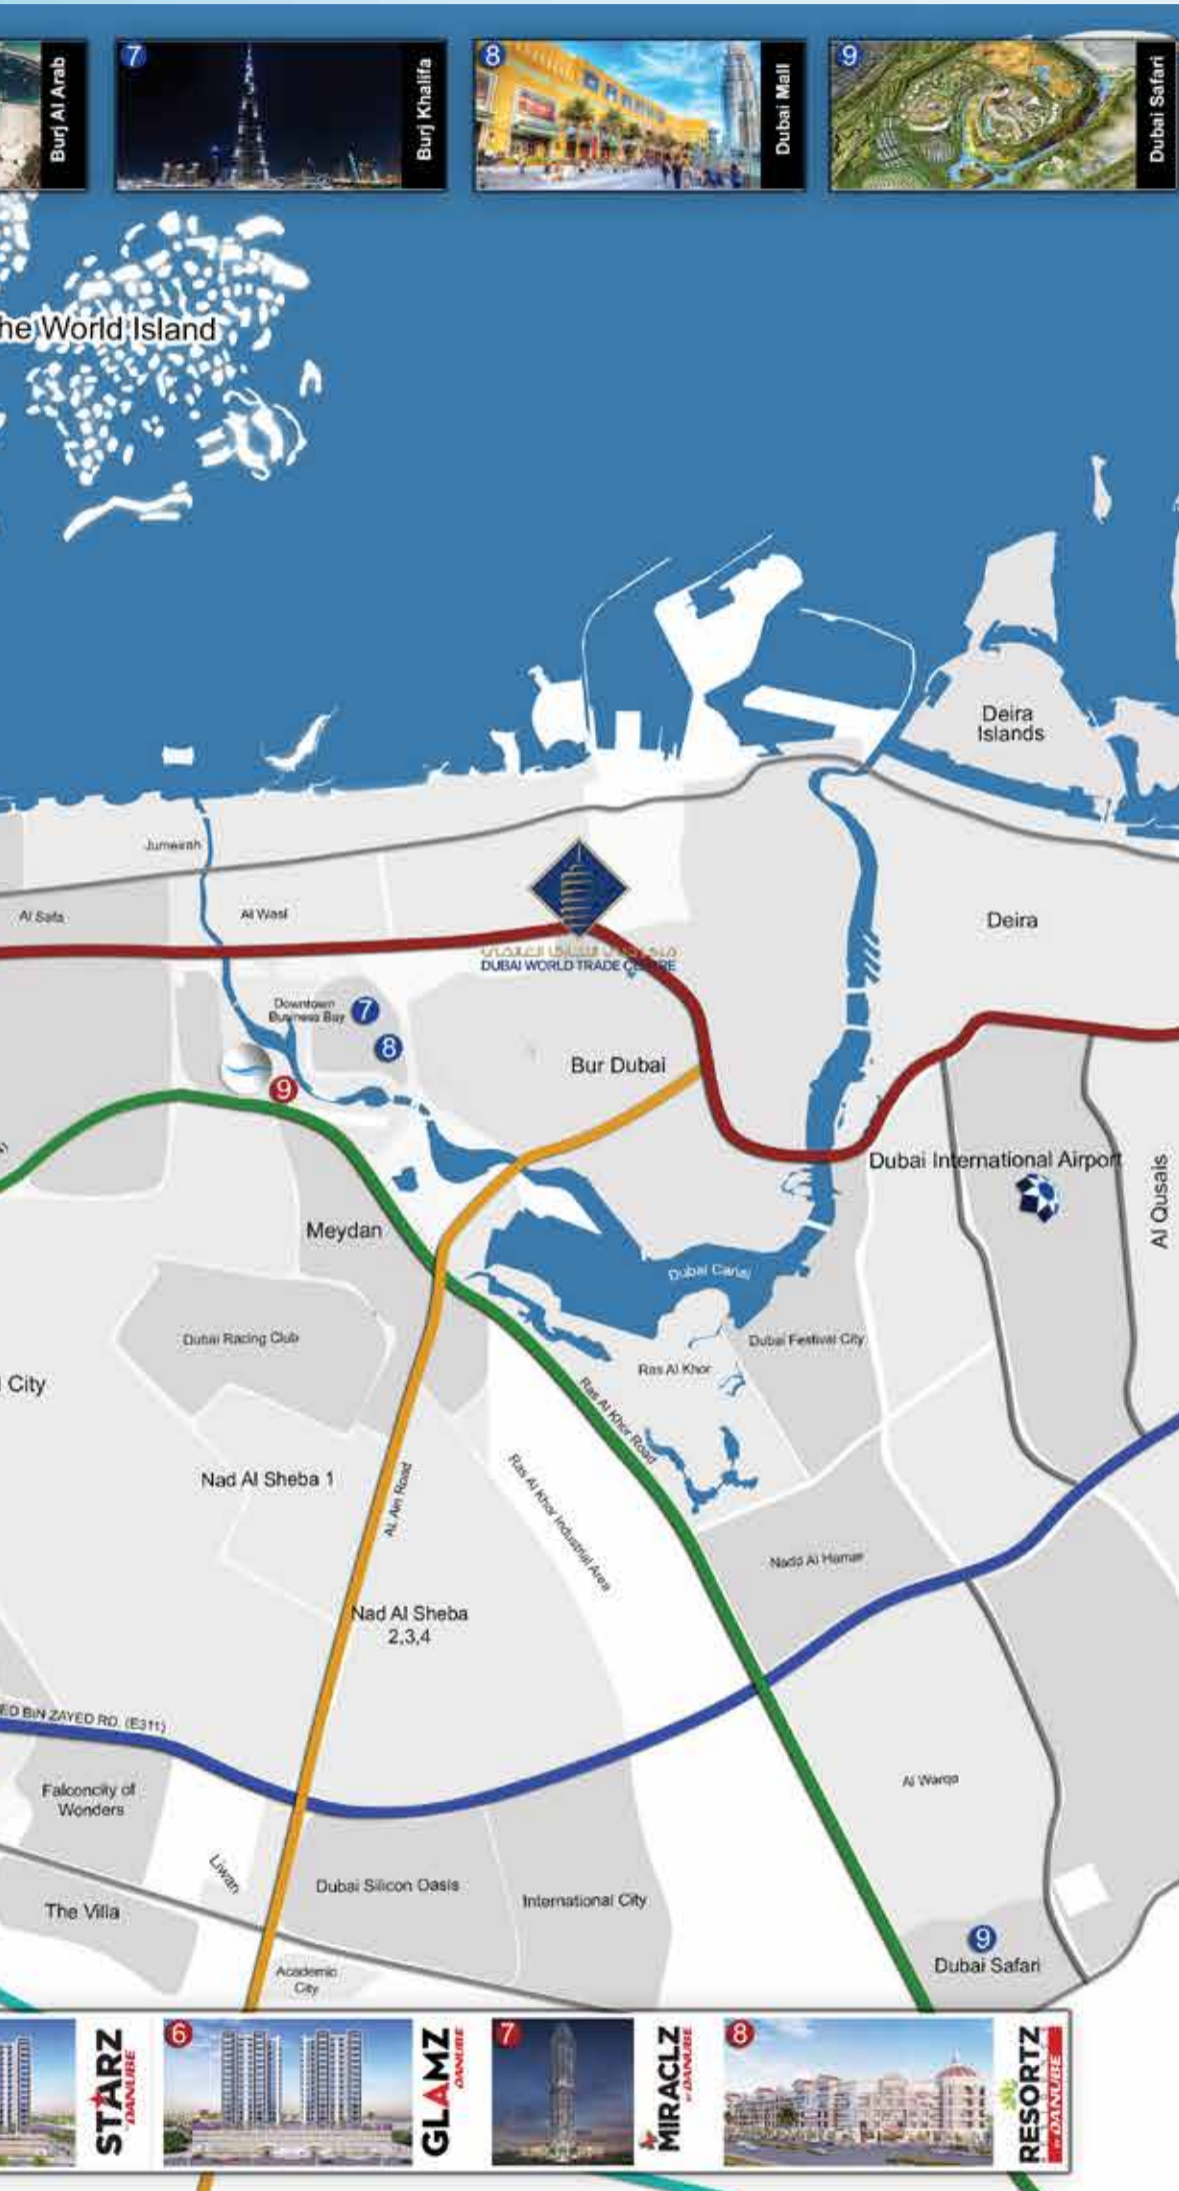 Burj Al Arab
7
Burj Khalifa
8
Dubai Mall
9
Dubai Safari
he World Island
Deira
Islands
Jumeirah
Al Safa
Al Wasl
Deira
DUBAI WORLD TRADE CENTRE
Downtown
Business Bay
7
8
Bur Dubai
9
Dubai International Airport
Al Qusais
Meydan
Dubai Canal
Dubai Racing Club
Dubai Festival City
Ras Al Khor
City
Ras Al Khor Road
Nad Al Sheba 1
AL Ain Road
Ras Al Khor Industrial Area
Nadd Al Hamar
Nad Al Sheba
2,3,4
ED BIN ZAYED RD. (E311)
Al Warqa
Falconcity of
Wonders
Liwan
Dubai Silicon Oasis
International City
The Villa
9
Dubai Safari
Academic
City
STARZ
BY DANUBE
6
GLAMZ
BY DANUBE
7
MIRACLZ
BY DANUBE
8
RESORTZ
BY DANUBE